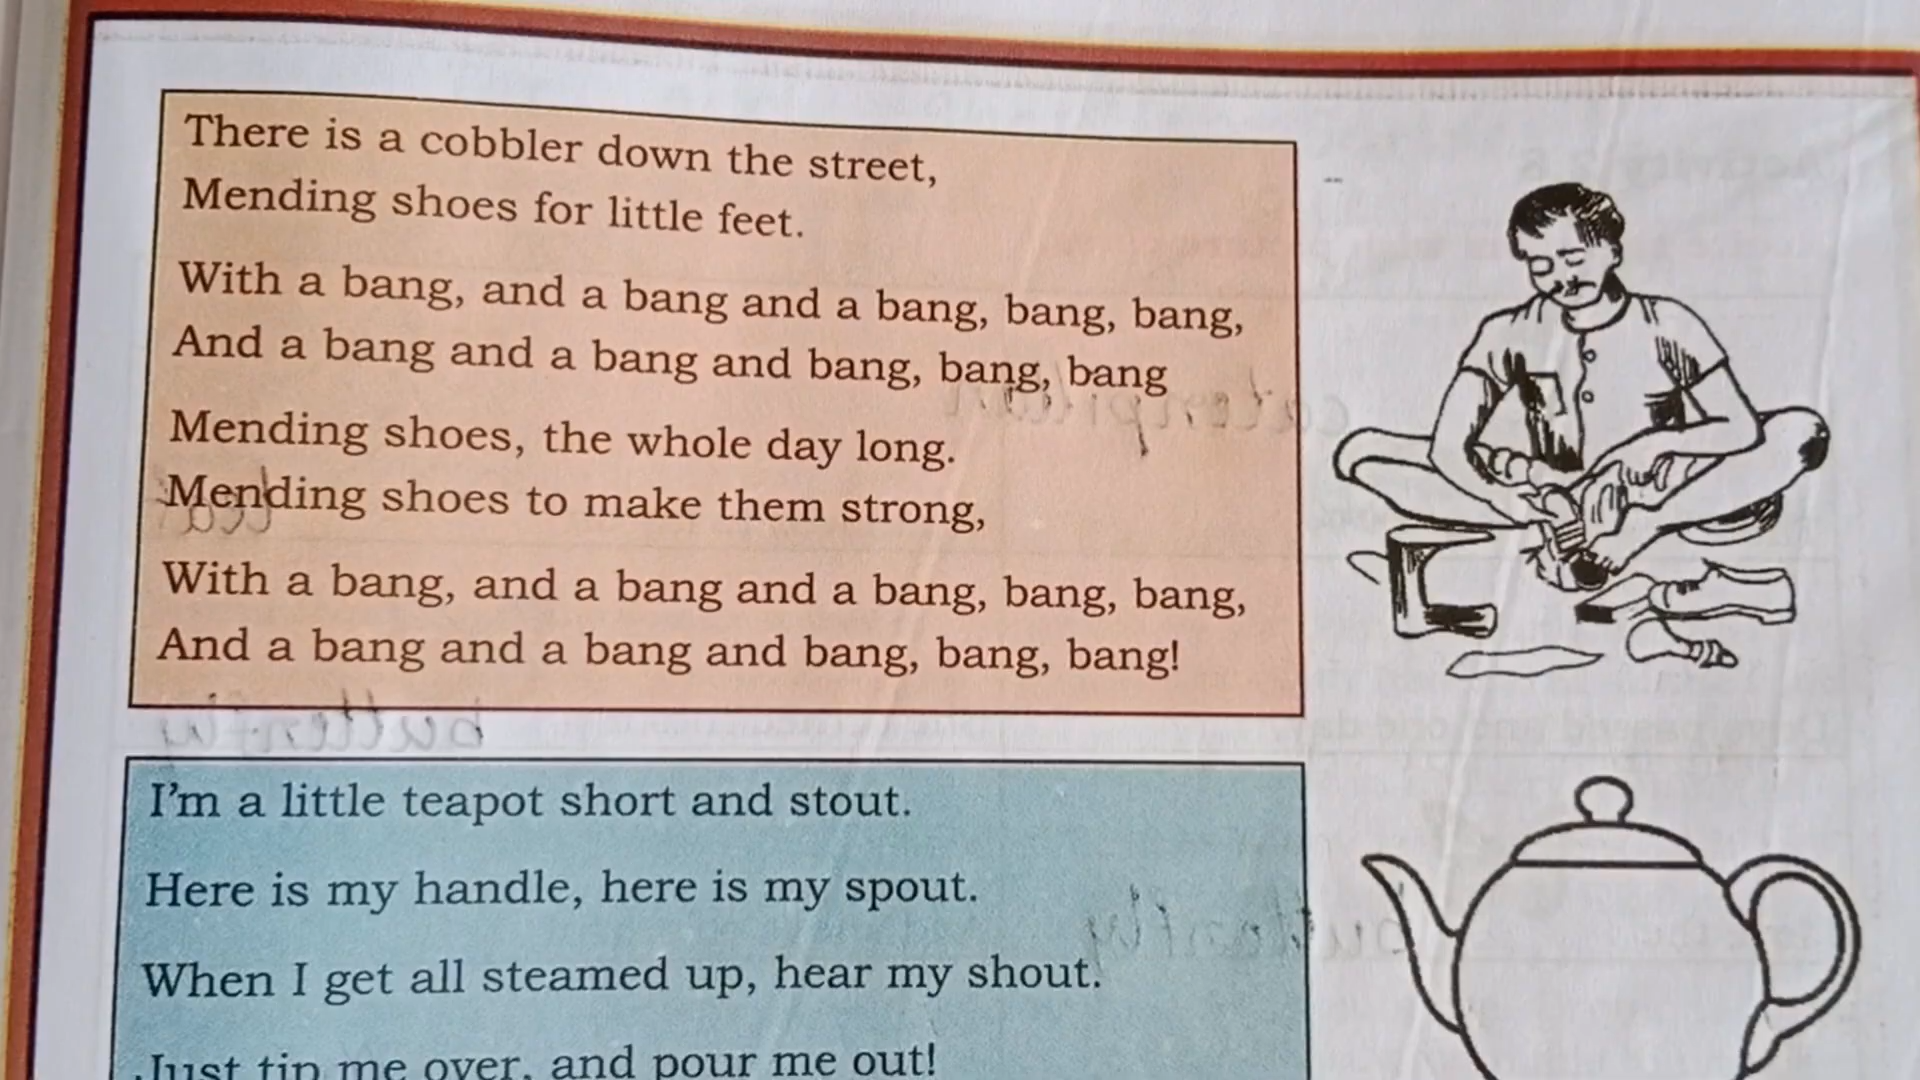 There is a cobbler down the street,
Mending shoes for little feet.
With a bang, and a bang and a bang, bang, bang,
And a bang and a bang and bang, bang, bang
Mending shoes, the whole day long.
Mending shoes to make them strong,
With a bang, and a bang and a bang, bang, bang,
And a bang and a bang and bang, bang, bang!
I'm a little teapot short and stout.
Here is my handle, here is my spout.
When I get all steamed up, hear my shout.
Just tip me over, and pour me out!